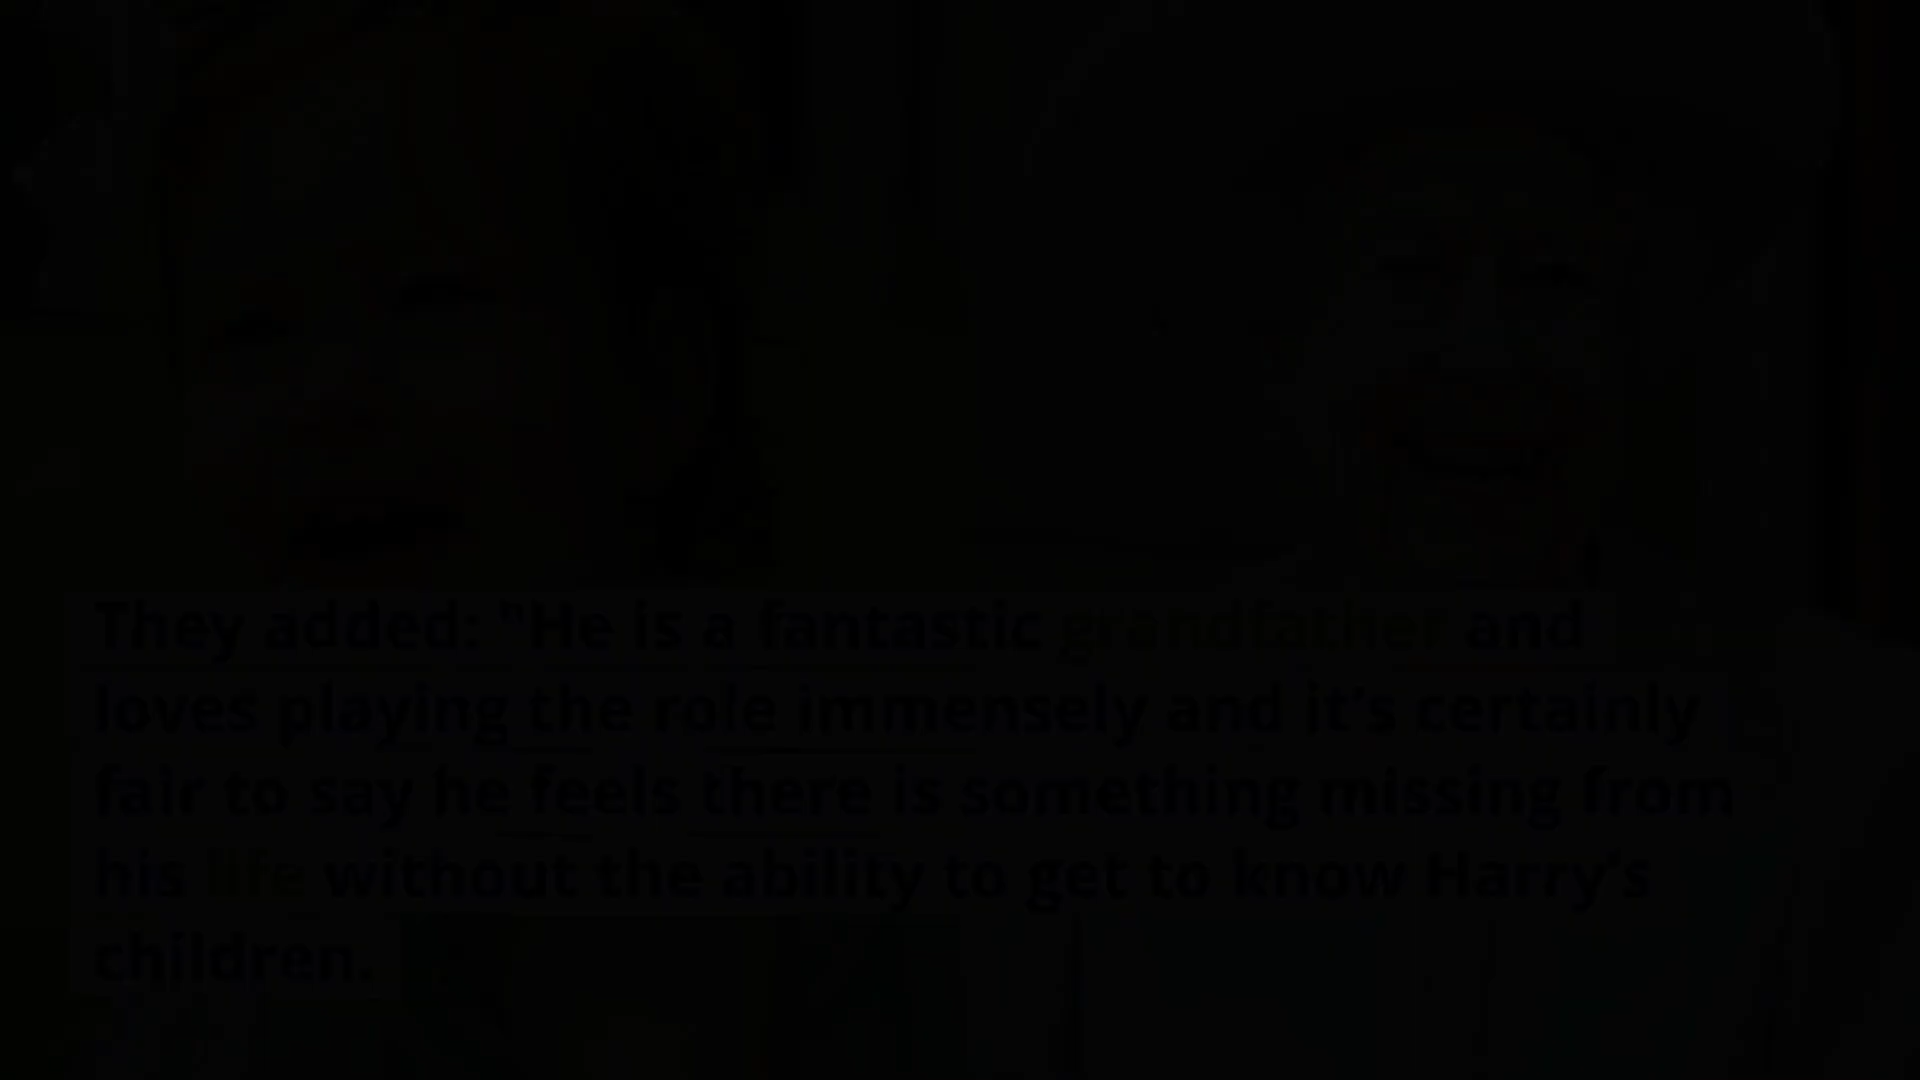 They added: "He is a fantastic grandfather and
loves playing the role immensely and it's certainly
fair to say he feels there is something missing from
his life without the ability to get to know Harry's
children.